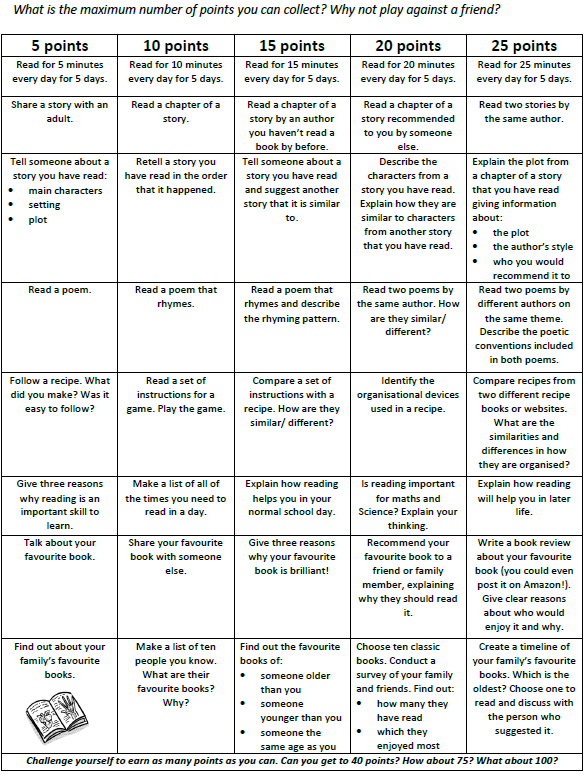 What is the maximum number of points you can collect? Why not play against a friend?
5 points
10 points
15 points
20 points
25 points
Read for 5 minutes
every day for 5 days.
Read for 10 minutes
every day for 5 days.
Read for 15 minutes
every day for 5 days.
Read for 20 minutes
every day for 5 days.
Read for 25 minutes
every day for 5 days.
Share a story with an
adult.
Read a chapter of a
story.
Read a chapter of a
story by an author
you haven't read a
book by before.
Read a chapter of a
story recommended
to you by someone
else.
Read two stories by
the same author.
Tell someone about a
story you have read:
• main characters
• setting
• plot
Retell a story you
have read in the order
that it happened.
Tell someone about a
story you have read
and suggest another
story that it is similar
to.
Describe the
characters from a
story you have read.
Explain how they are
similar to characters
from another story
that you have read.
Explain the plot from
a chapter of a story
that you have read
giving information
about:
• the plot
• the author's style
• who you would
recommend it to
Read a poem.
Read a poem that
rhymes.
Read a poem that
rhymes and describe
the rhyming pattern.
Read two poems by
the same author. How
are they similar/
different?
Read two poems by
different authors on
the same theme.
Describe the poetic
conventions included
in both poems.
Follow a recipe. What
did you make? Was it
easy to follow?
Read a set of
instructions for a
game. Play the game.
Compare a set of
instructions with a
recipe. How are they
similar/ different?
Identify the
organisational devices
used in a recipe.
Compare recipes from
two different recipe
books or websites.
What are the
similarities and
differences in how
they are organised?
Give three reasons
why reading is an
important skill to
learn.
Make a list of all of
the times you need to
read in a day.
Explain how reading
helps you in your
normal school day.
Is reading important
for maths and
Science? Explain your
thinking.
Explain how reading
will help you in later
life.
Talk about your
favourite book.
Share your favourite
book with someone
else.
Give three reasons
why your favourite
book is brilliant!
Recommend your
favourite book to a
friend or family
member, explaining
why they should read
it.
Write a book review
about your favourite
book (you could even
post it on Amazon!).
Give clear reasons
about who would
enjoy it and why.
Find out about your
family's favourite
books.
Make a list of ten
people you know.
What are their
favourite books?
Why?
Find out the favourite
books of:
• someone older
than you
• someone
younger than you
• someone the
same age as you
Choose ten classic
books. Conduct a
survey of your family
and friends. Find out:
• how many they
have read
• which they
enjoyed most
Create a timeline of
your family's favourite
books. Which is the
oldest? Choose one to
read and discuss with
the person who
suggested it.
Challenge yourself to earn as many points as you can. Can you get to 40 points? How about 75? What about 100?